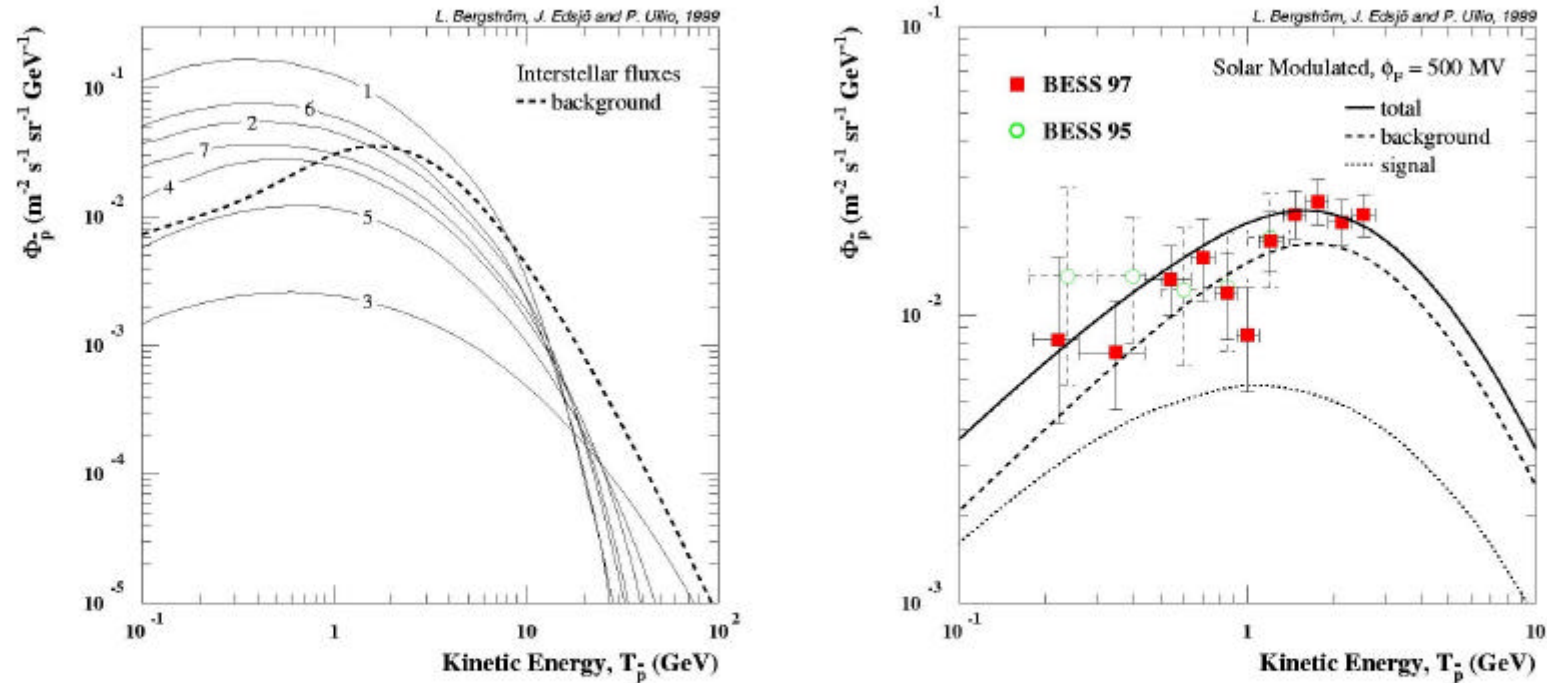 L. Bergström, J. Edsjö and P. Ullio, 1999
Φp̄ (m-2 s-1 sr-1 GeV-1)
10-1
10-2
10-3
10-4
10-5
Interstellar fluxes
background
1
6
2
7
4
5
3
10-1
1
10
102
Kinetic Energy, Tp̄ (GeV)
L. Bergström, J. Edsjö and P. Ullio, 1999
Φp̄ (m-2 s-1 sr-1 GeV-1)
10-1
10-2
10-3
BESS 97
BESS 95
Solar Modulated, ϕF = 500 MV
total
background
signal
10-1
1
10
Kinetic Energy, Tp̄ (GeV)